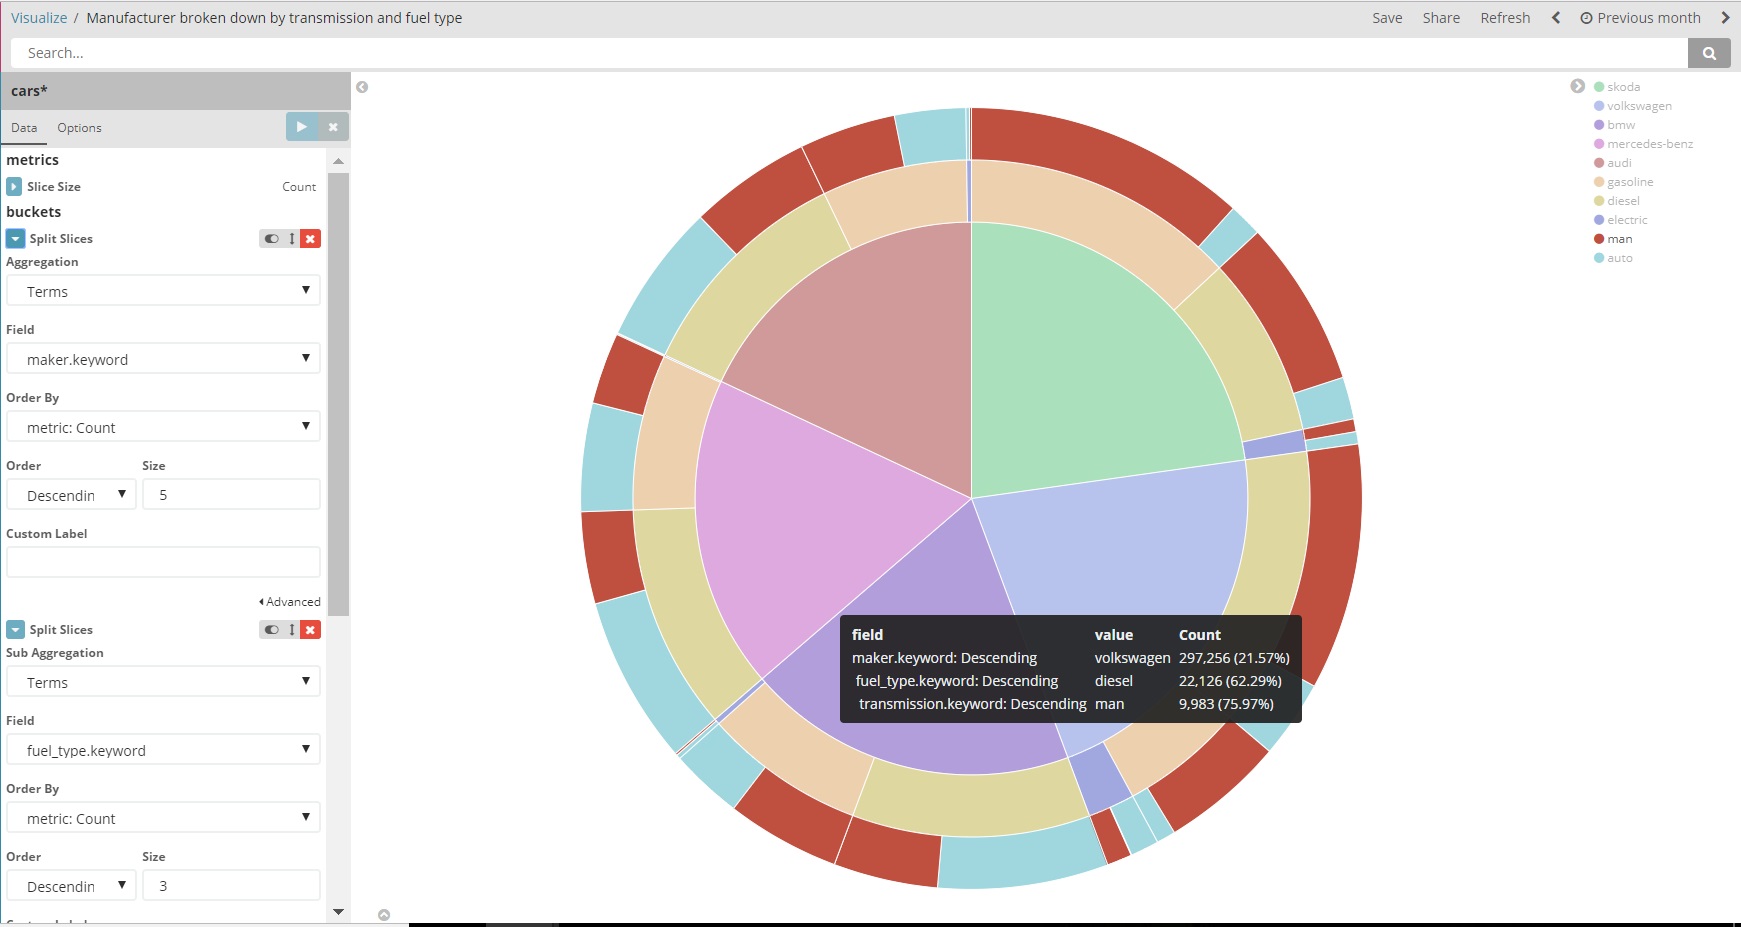 Visualize / Manufacturer broken down by transmission and fuel type
Save Share Refresh Previous month
Search...
cars*
Data Options
metrics
Slice Size Count
buckets
Split Slices
Aggregation
Terms
Field
maker.keyword
Order By
metric: Count
Order Size
Descendin 5
Custom Label
Advanced
Split Slices
Sub Aggregation
Terms
Field
fuel_type.keyword
Order By
metric: Count
Order Size
Descendin 3
field value Count
maker.keyword: Descending volkswagen 297,256 (21.57%)
fuel_type.keyword: Descending diesel 22,126 (62.29%)
transmission.keyword: Descending man 9,983 (75.97%)
skoda
volkswagen
bmw
mercedes-benz
audi
gasoline
diesel
electric
man
auto